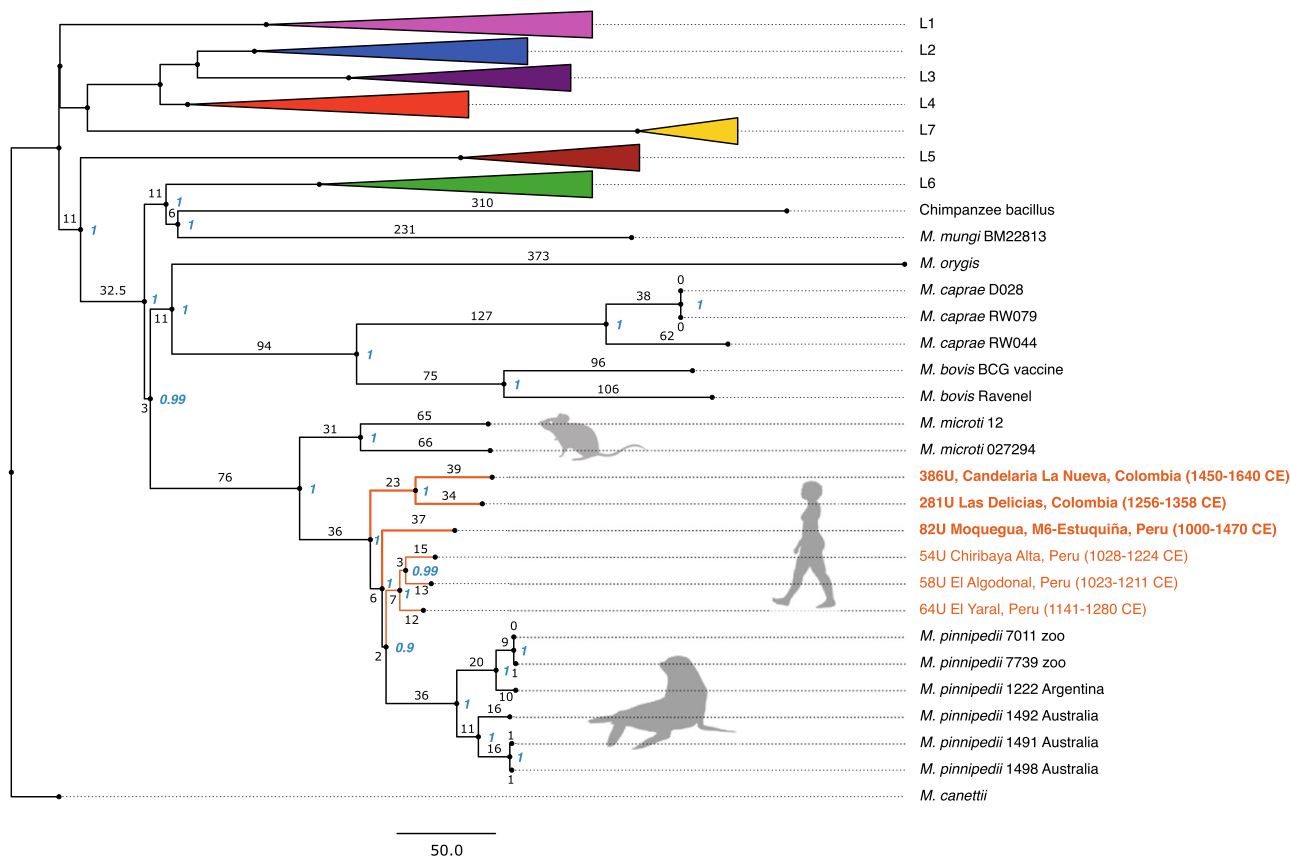 L1
L2
L3
L4
L7
L5
L6
11
1
310
Chimpanzee bacillus
6
11
1
1
231
M. mungi BM22813
373
M. orygis
0
32.5
1
1
38
1
M. caprae D028
11
127
1
0
M. caprae RW079
62
M. caprae RW044
94
1
96
M. bovis BCG vaccine
75
1
106
M. bovis Ravenel
3
0.99
65
M. microti 12
31
1
66
M. microti 027294
76
1
39
386U, Candelaria La Nueva, Colombia (1450-1640 CE)
23
1
34
281U Las Delicias, Colombia (1256-1358 CE)
37
82U Moquegua, M6-Estuquiña, Peru (1000-1470 CE)
36
1
15
54U Chiribaya Alta, Peru (1028-1224 CE)
3
0.99
1
13
58U El Algodonal, Peru (1023-1211 CE)
6
7
1
12
64U El Yaral, Peru (1141-1280 CE)
0
M. pinnipedii 7011 zoo
2
0.9
9
1
20
1
1
M. pinnipedii 7739 zoo
10
M. pinnipedii 1222 Argentina
36
1
16
M. pinnipedii 1492 Australia
11
1
1
M. pinnipedii 1491 Australia
16
1
1
M. pinnipedii 1498 Australia
M. canettii
50.0